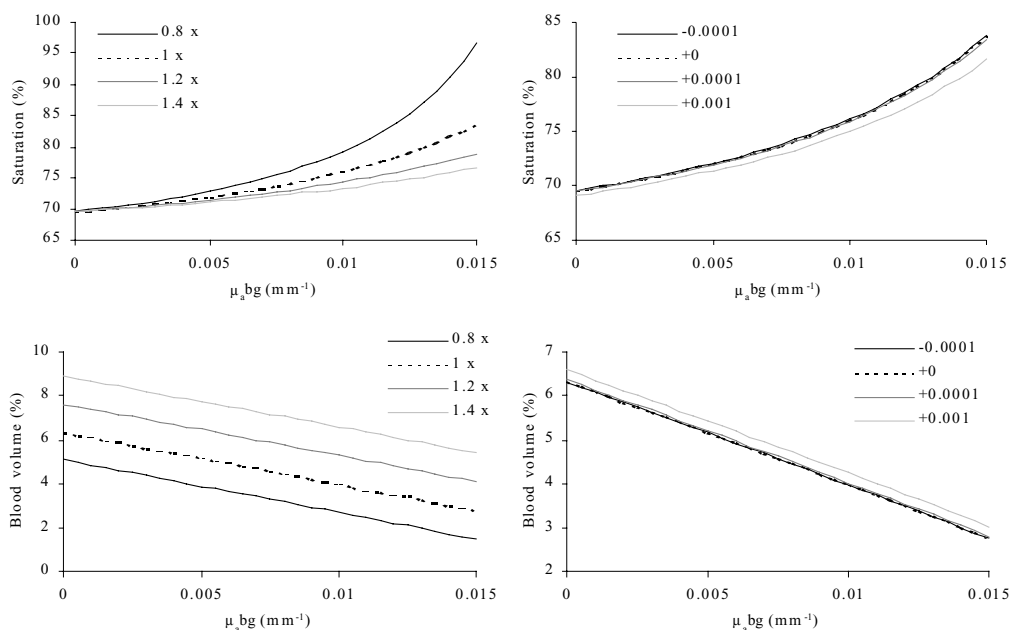 100
95
90
85
80
75
70
65
Saturation (%)
0.8 x
1 x
1.2 x
1.4 x
0 0.005 0.01 0.015
μₐbg (mm⁻¹)
85
80
75
70
65
Saturation (%)
-0.0001
+0
+0.0001
+0.001
0 0.005 0.01 0.015
μₐbg (mm⁻¹)
10
8
6
4
2
0
Blood volume (%)
0.8 x
1 x
1.2 x
1.4 x
0 0.005 0.01 0.015
μₐbg (mm⁻¹)
7
6
5
4
3
2
Blood volume (%)
-0.0001
+0
+0.0001
+0.001
0 0.005 0.01 0.015
μₐbg (mm⁻¹)